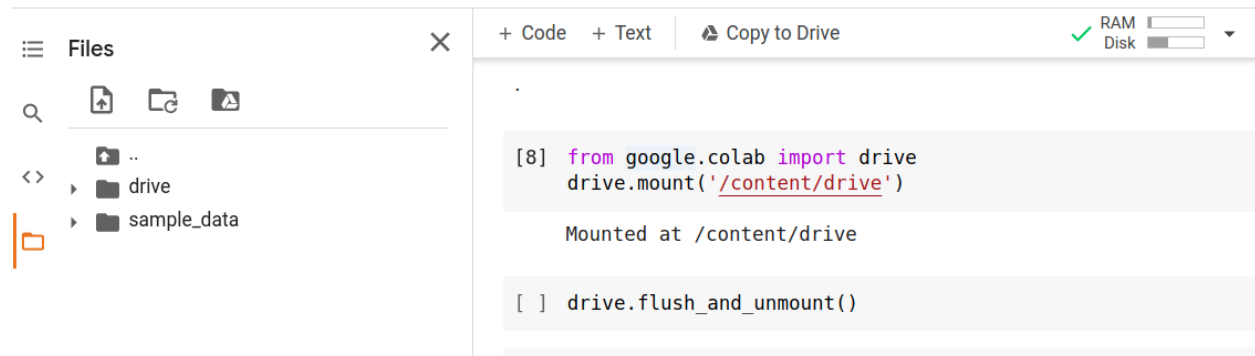 Files
..
drive
sample_data
+ Code + Text Copy to Drive
RAM
Disk
.
[8] from google.colab import drive
drive.mount('/content/drive')
Mounted at /content/drive
[ ] drive.flush_and_unmount()